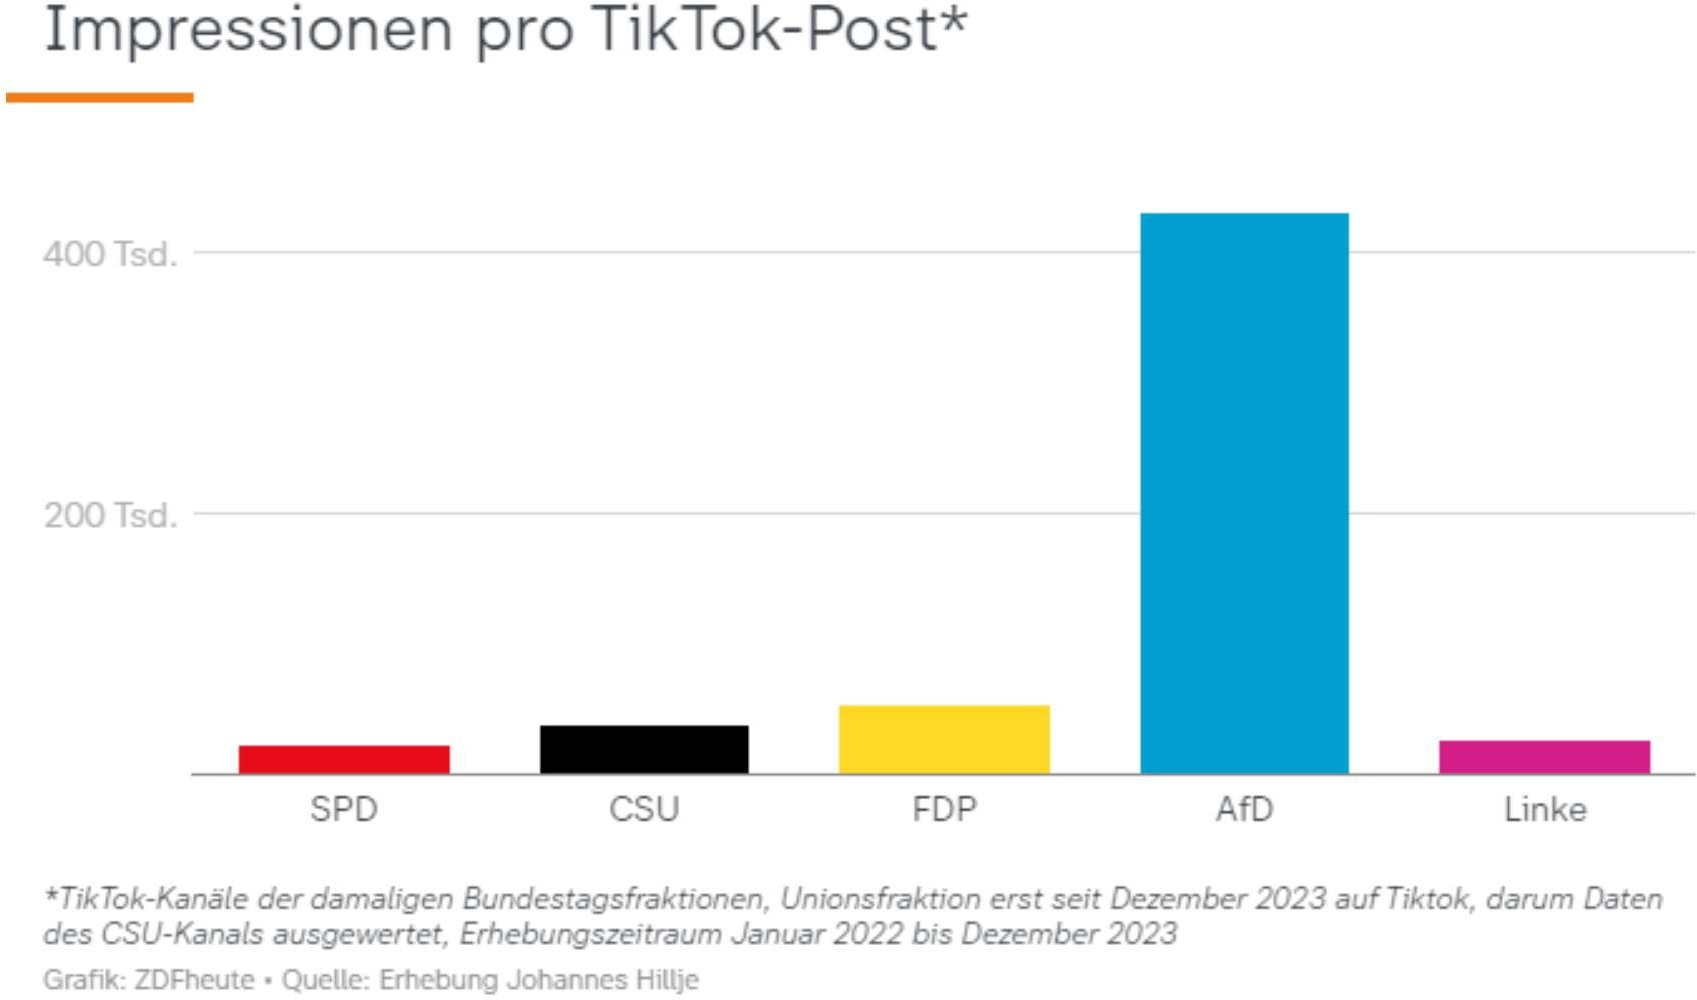 Impressionen pro TikTok-Post*
400 Tsd.
200 Tsd.
SPD CSU FDP AfD Linke
*TikTok-Kanäle der damaligen Bundestagsfraktionen, Unionsfraktion erst seit Dezember 2023 auf Tiktok, darum Daten
des CSU-Kanals ausgewertet, Erhebungszeitraum Januar 2022 bis Dezember 2023
Grafik: ZDFheute • Quelle: Erhebung Johannes Hillje